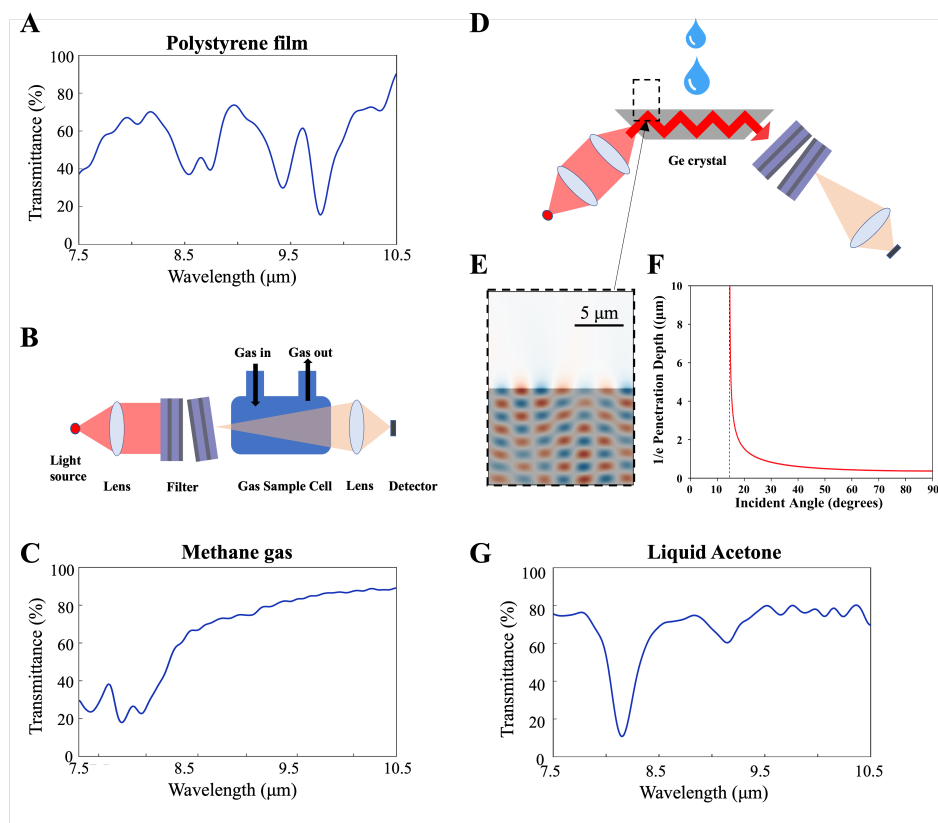 A
Polystyrene film
100
80
60
40
20
0
7.5 8.5 9.5 10.5
Transmittance (%)
Wavelength (μm)
B
Gas in Gas out
Light
source
Lens Filter Gas Sample Cell Lens Detector
C
Methane gas
100
80
60
40
20
0
7.5 8.5 9.5 10.5
Transmittance (%)
Wavelength (μm)
D
Ge crystal
E
5 μm
F
10
8
6
4
2
0
0 10 20 30 40 50 60 70 80 90
1/e Penetration Depth ((μm)
Incident Angle (degrees)
G
Liquid Acetone
100
80
60
40
20
0
7.5 8.5 9.5 10.5
Transmittance (%)
Wavelength (μm)